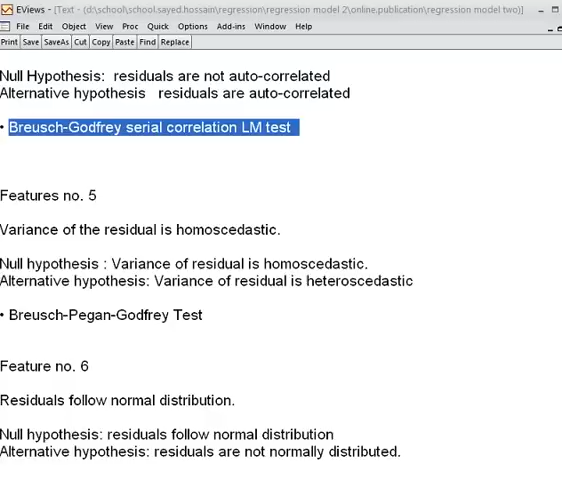 EViews - [Text - (d:\school\school.sayed.hossain\regression\regression model 2\online.publication\regression model two)]
File Edit Object View Proc Quick Options Add-ins Window Help
Print Save SaveAs Cut Copy Paste Find Replace
Null Hypothesis: residuals are not auto-correlated
Alternative hypothesis residuals are auto-correlated
• Breusch-Godfrey serial correlation LM test
Features no. 5
Variance of the residual is homoscedastic.
Null hypothesis : Variance of residual is homoscedastic.
Alternative hypothesis: Variance of residual is heteroscedastic
• Breusch-Pegan-Godfrey Test
Feature no. 6
Residuals follow normal distribution.
Null hypothesis: residuals follow normal distribution
Alternative hypothesis: residuals are not normally distributed.